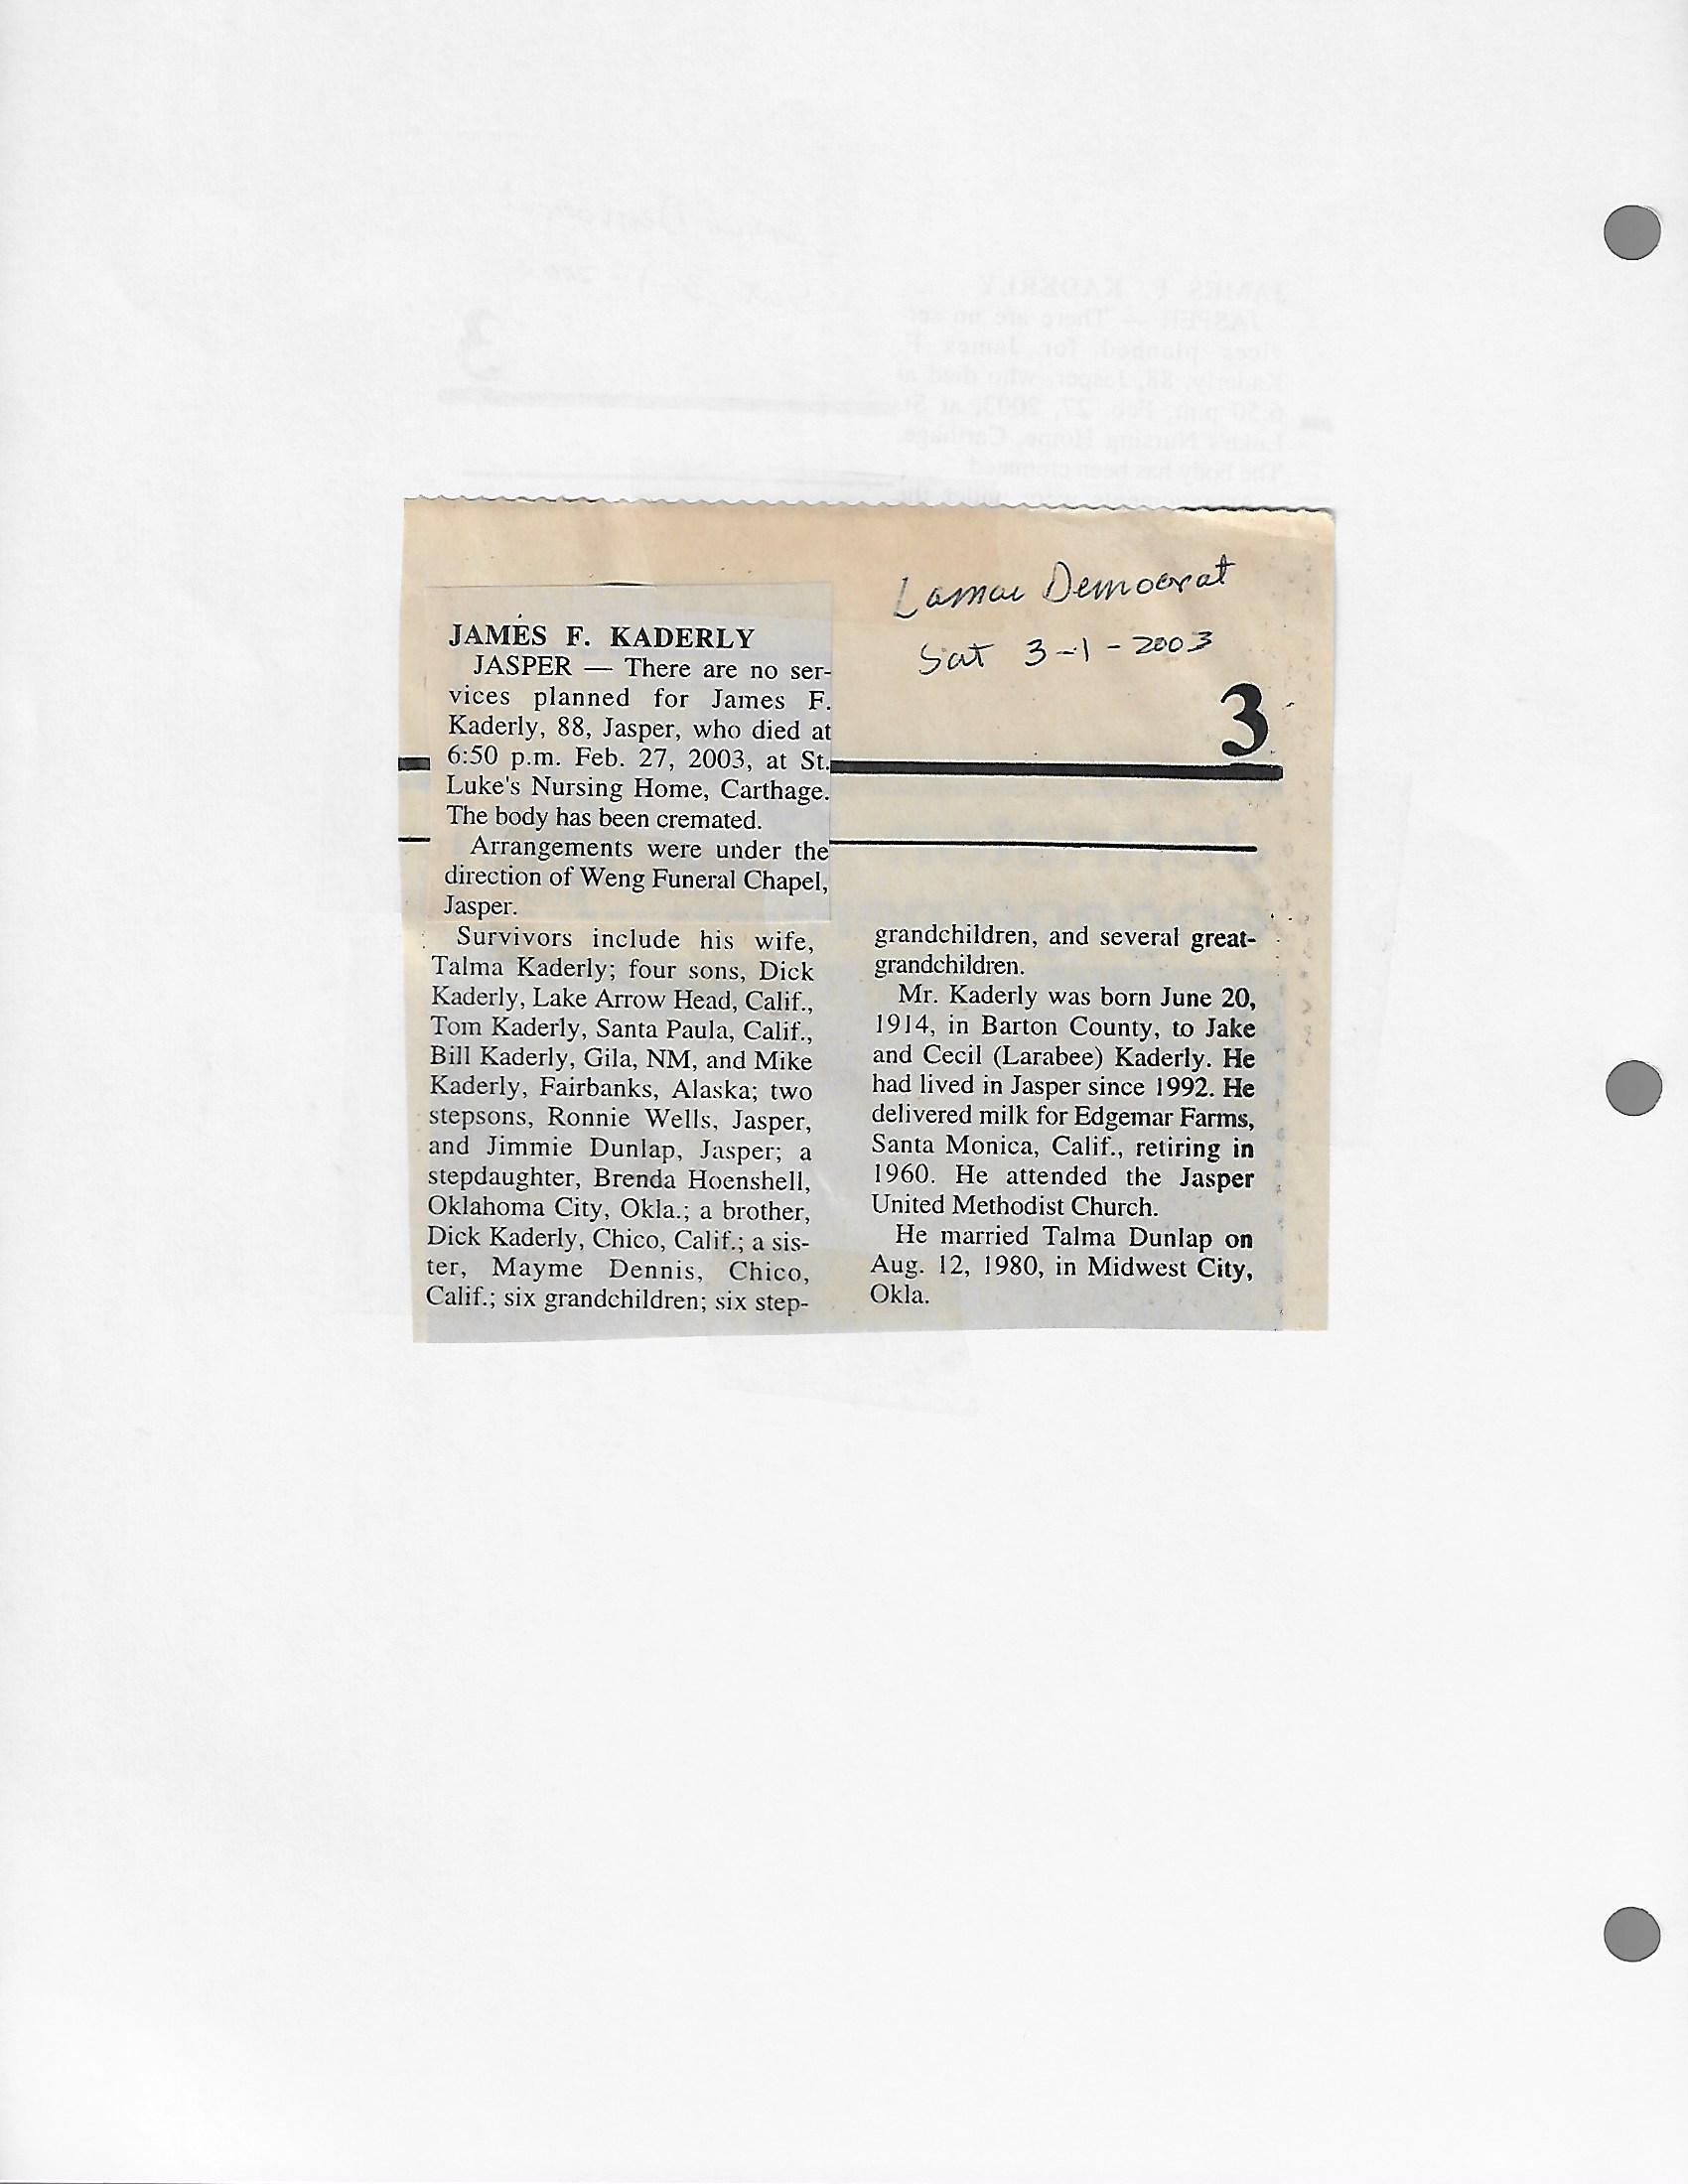 Lamar Democrat
Sat 3-1-2003
3
JAMES F. KADERLY
JASPER — There are no ser-
vices planned for James F.
Kaderly, 88, Jasper, who died at
6:50 p.m. Feb. 27, 2003, at St.
Luke's Nursing Home, Carthage.
The body has been cremated.
Arrangements were under the
direction of Weng Funeral Chapel,
Jasper.
Survivors include his wife,
Talma Kaderly; four sons, Dick
Kaderly, Lake Arrow Head, Calif.,
Tom Kaderly, Santa Paula, Calif.,
Bill Kaderly, Gila, NM, and Mike
Kaderly, Fairbanks, Alaska; two
stepsons, Ronnie Wells, Jasper,
and Jimmie Dunlap, Jasper; a
stepdaughter, Brenda Hoenshell,
Oklahoma City, Okla.; a brother,
Dick Kaderly, Chico, Calif.; a sis-
ter, Mayme Dennis, Chico,
Calif.; six grandchildren; six step-
grandchildren, and several great-
grandchildren.
Mr. Kaderly was born June 20,
1914, in Barton County, to Jake
and Cecil (Larabee) Kaderly. He
had lived in Jasper since 1992. He
delivered milk for Edgemar Farms,
Santa Monica, Calif., retiring in
1960. He attended the Jasper
United Methodist Church.
He married Talma Dunlap on
Aug. 12, 1980, in Midwest City,
Okla.